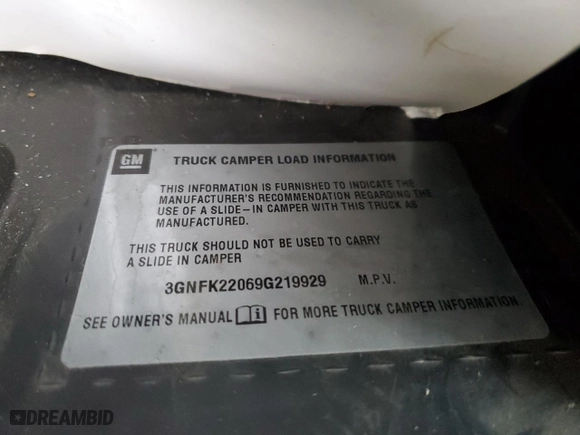 GM TRUCK CAMPER LOAD INFORMATION
THIS INFORMATION IS FURNISHED TO INDICATE THE
MANUFACTURER'S RECOMMENDATION REGARDING THE
USE OF A SLIDE-IN CAMPER WITH THIS TRUCK AS
MANUFACTURED.
THIS TRUCK SHOULD NOT BE USED TO CARRY
A SLIDE IN CAMPER
3GNFK22069G219929 M.P.V.
SEE OWNER'S MANUAL i FOR MORE TRUCK CAMPER INFORMATION.
DREAMBID